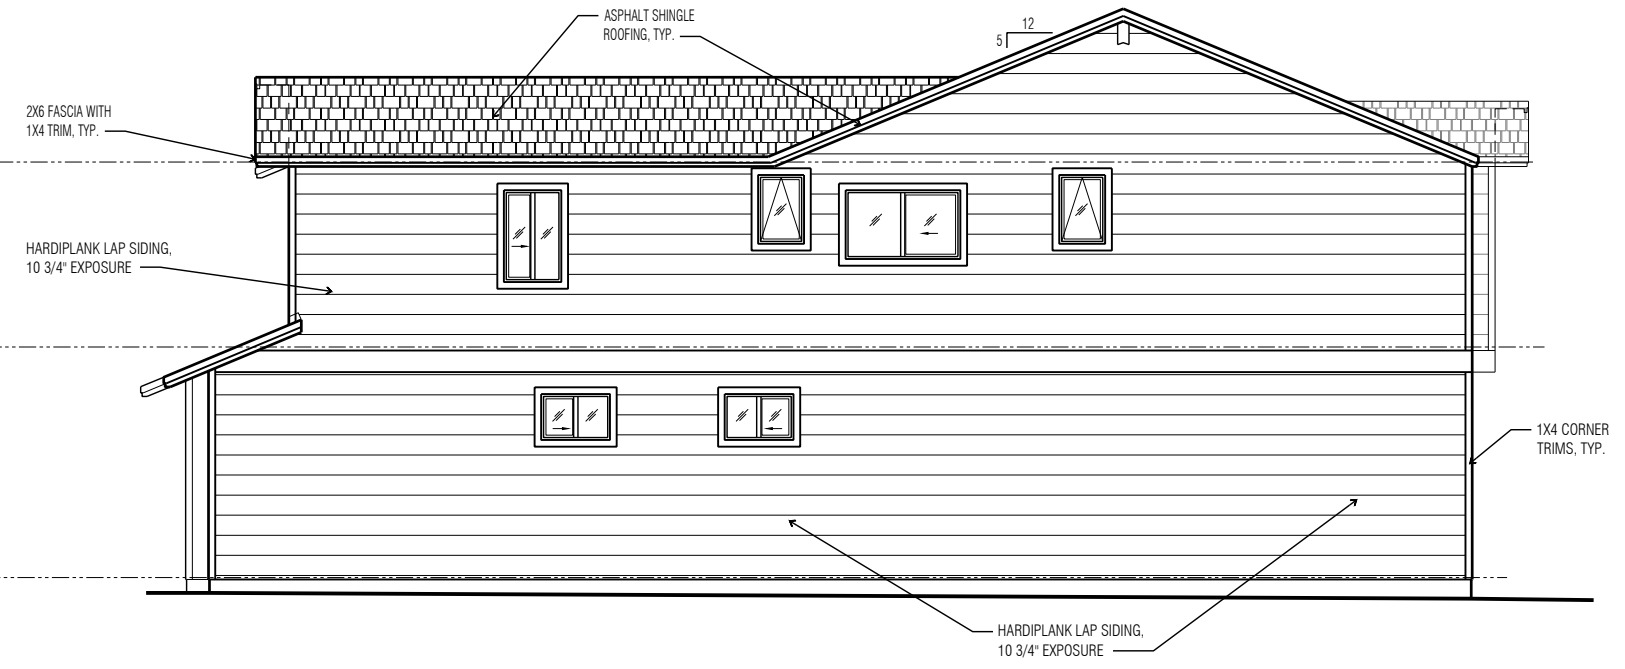 ASPHALT SHINGLE
ROOFING, TYP.
12
5
2X6 FASCIA WITH
1X4 TRIM, TYP.
HARDIPLANK LAP SIDING,
10 3/4" EXPOSURE
1X4 CORNER
TRIMS, TYP.
HARDIPLANK LAP SIDING,
10 3/4" EXPOSURE